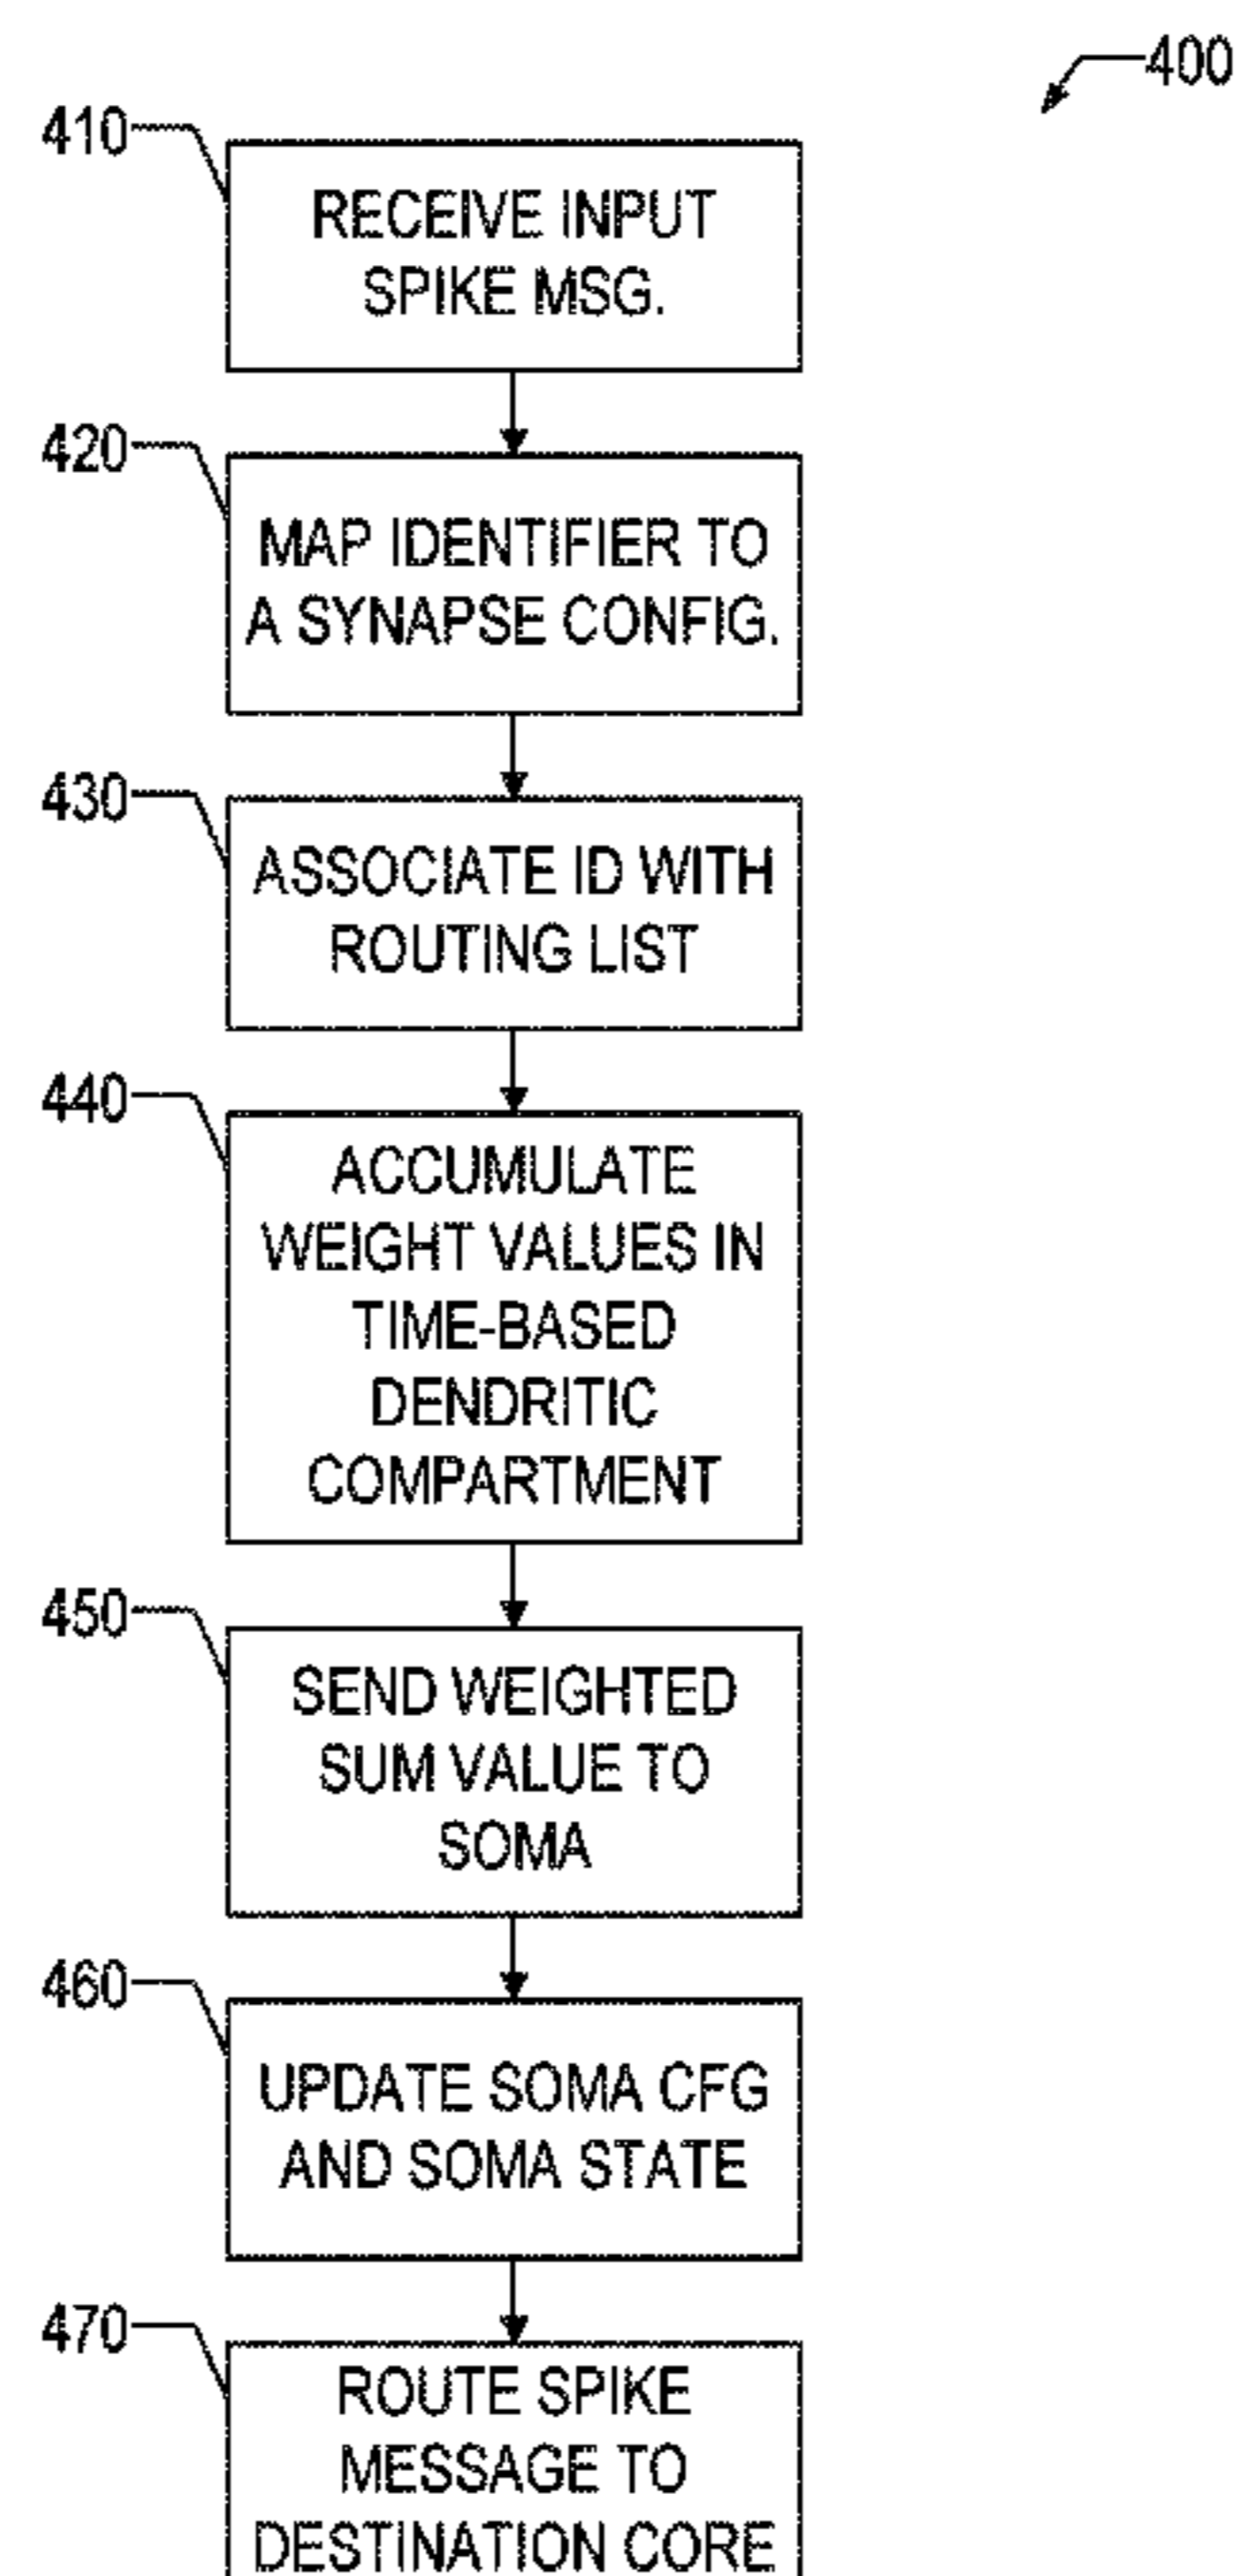 400
410
RECEIVE INPUT
SPIKE MSG.
420
MAP IDENTIFIER TO
A SYNAPSE CONFIG.
430
ASSOCIATE ID WITH
ROUTING LIST
440
ACCUMULATE
WEIGHT VALUES IN
TIME-BASED
DENDRITIC
COMPARTMENT
450
SEND WEIGHTED
SUM VALUE TO
SOMA
460
UPDATE SOMA CFG
AND SOMA STATE
470
ROUTE SPIKE
MESSAGE TO
DESTINATION CORE